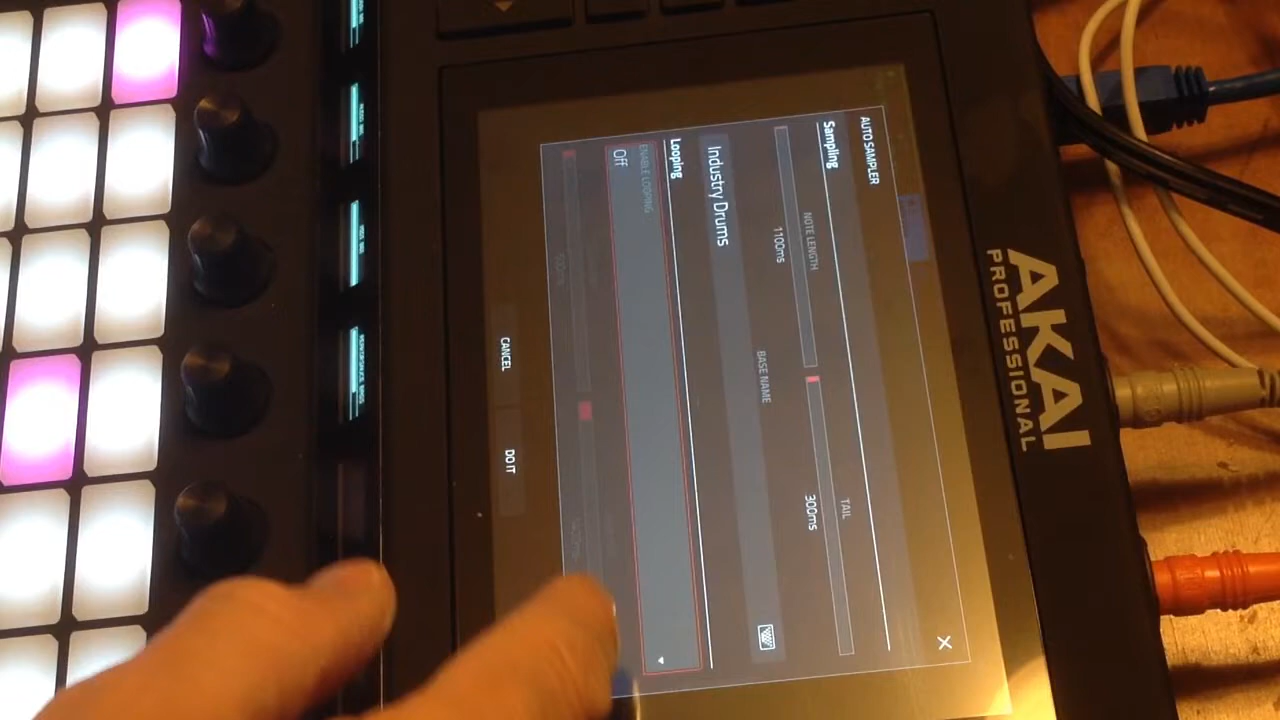 AKAI
PROFESSIONAL
AUTO SAMPLER
Sampling
NOTE LENGTH
TAIL
1100ms
300ms
BASE NAME
Industry Drums
Looping
ENABLE LOOPING
Off
CANCEL
DO IT